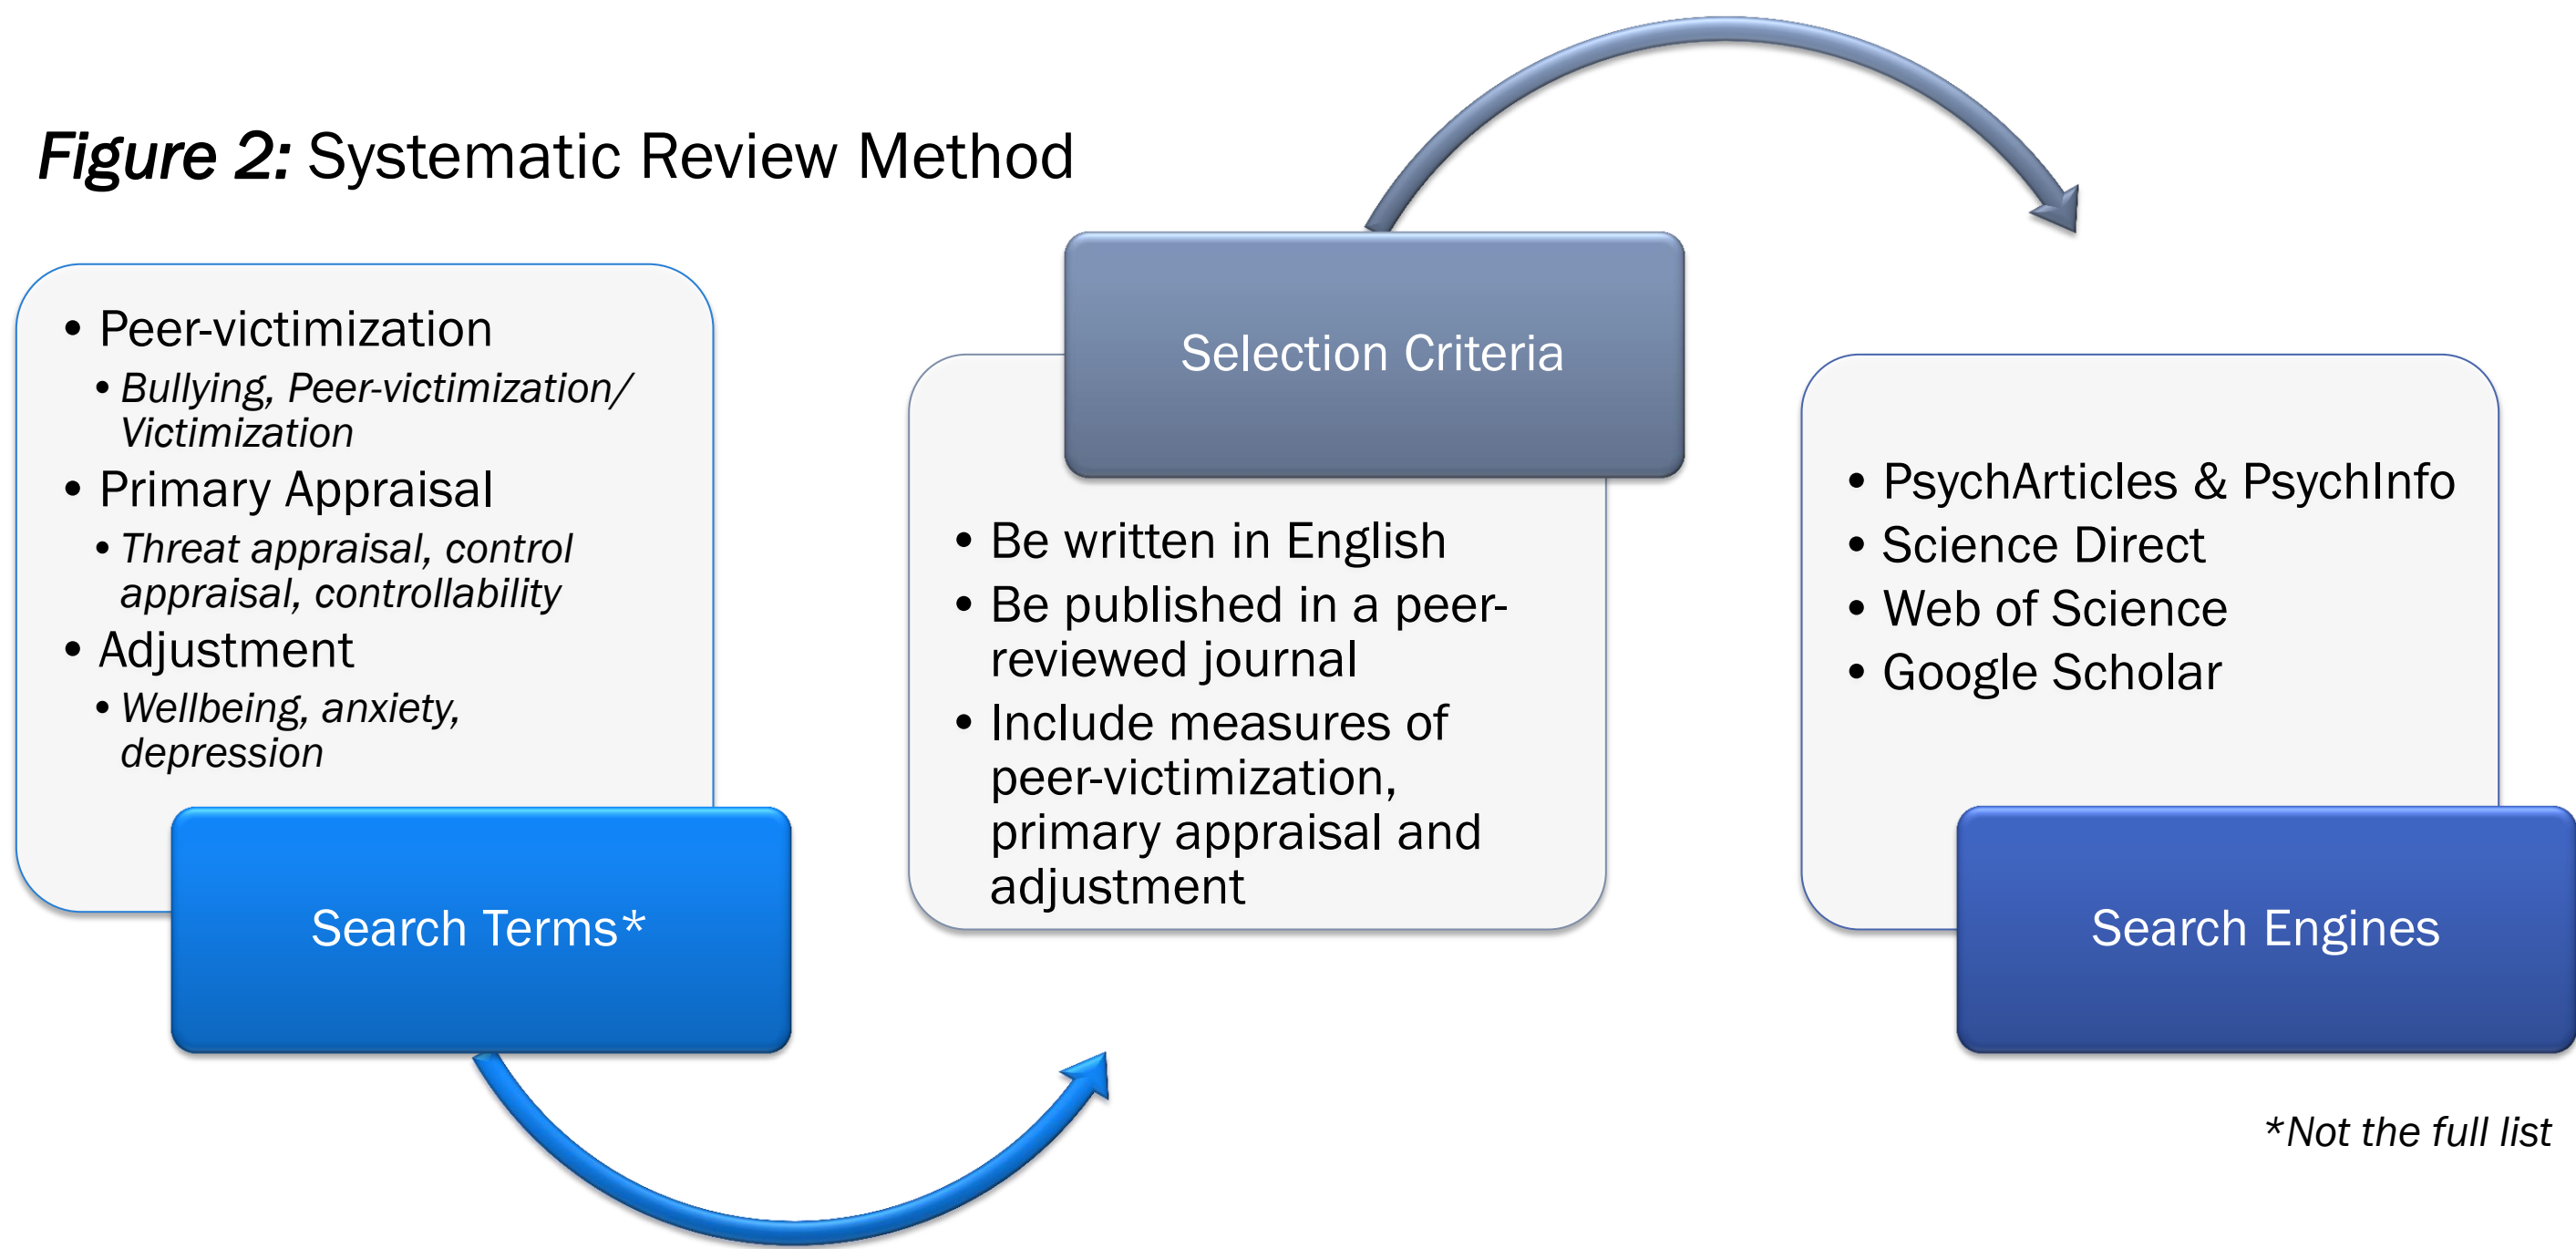 Figure 2: Systematic Review Method
• Peer-victimization
• Bullying, Peer-victimization/
Victimization
• Primary Appraisal
• Threat appraisal, control
appraisal, controllability
• Adjustment
• Wellbeing, anxiety,
depression
Search Terms*
Selection Criteria
• Be written in English
• Be published in a peer-
reviewed journal
• Include measures of
peer-victimization,
primary appraisal and
adjustment
• PsychArticles & PsychInfo
• Science Direct
• Web of Science
• Google Scholar
Search Engines
*Not the full list